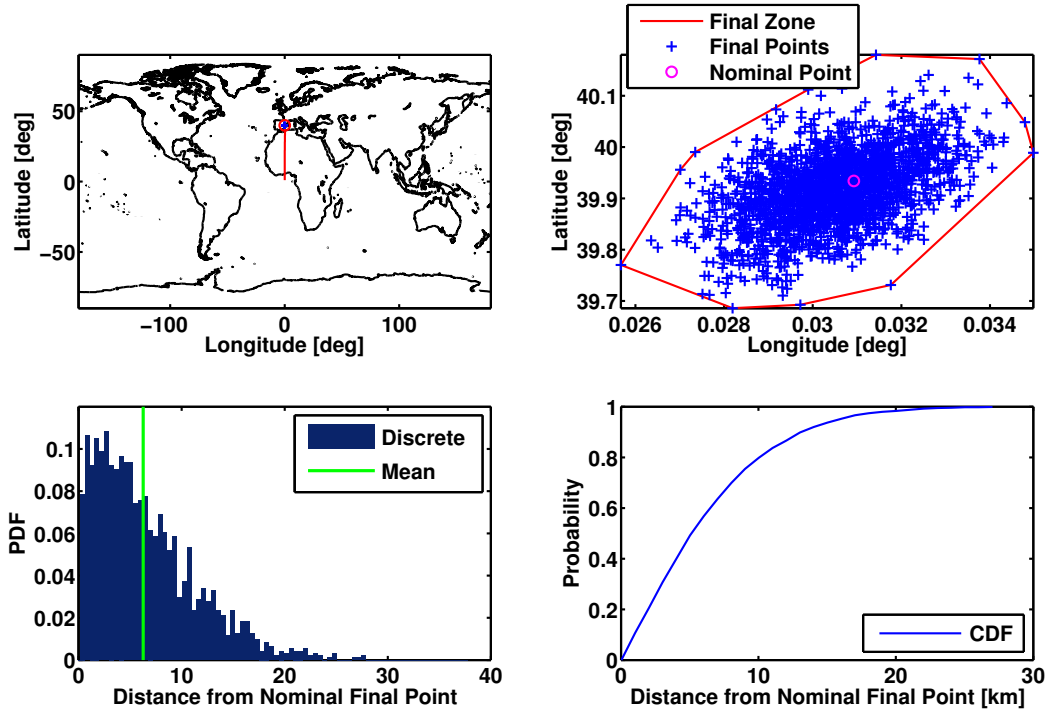 50
0
−50
Latitude [deg]
−100
0
100
Longitude [deg]
Final Zone
Final Points
Nominal Point
40.1
40
39.9
39.8
39.7
Latitude [deg]
0.026
0.028
0.03
0.032
0.034
Longitude [deg]
0.1
0.08
0.06
0.04
0.02
0
PDF
Discrete
Mean
0
10
20
30
40
Distance from Nominal Final Point
1
0.8
0.6
0.4
0.2
0
Probability
CDF
0
10
20
30
Distance from Nominal Final Point [km]